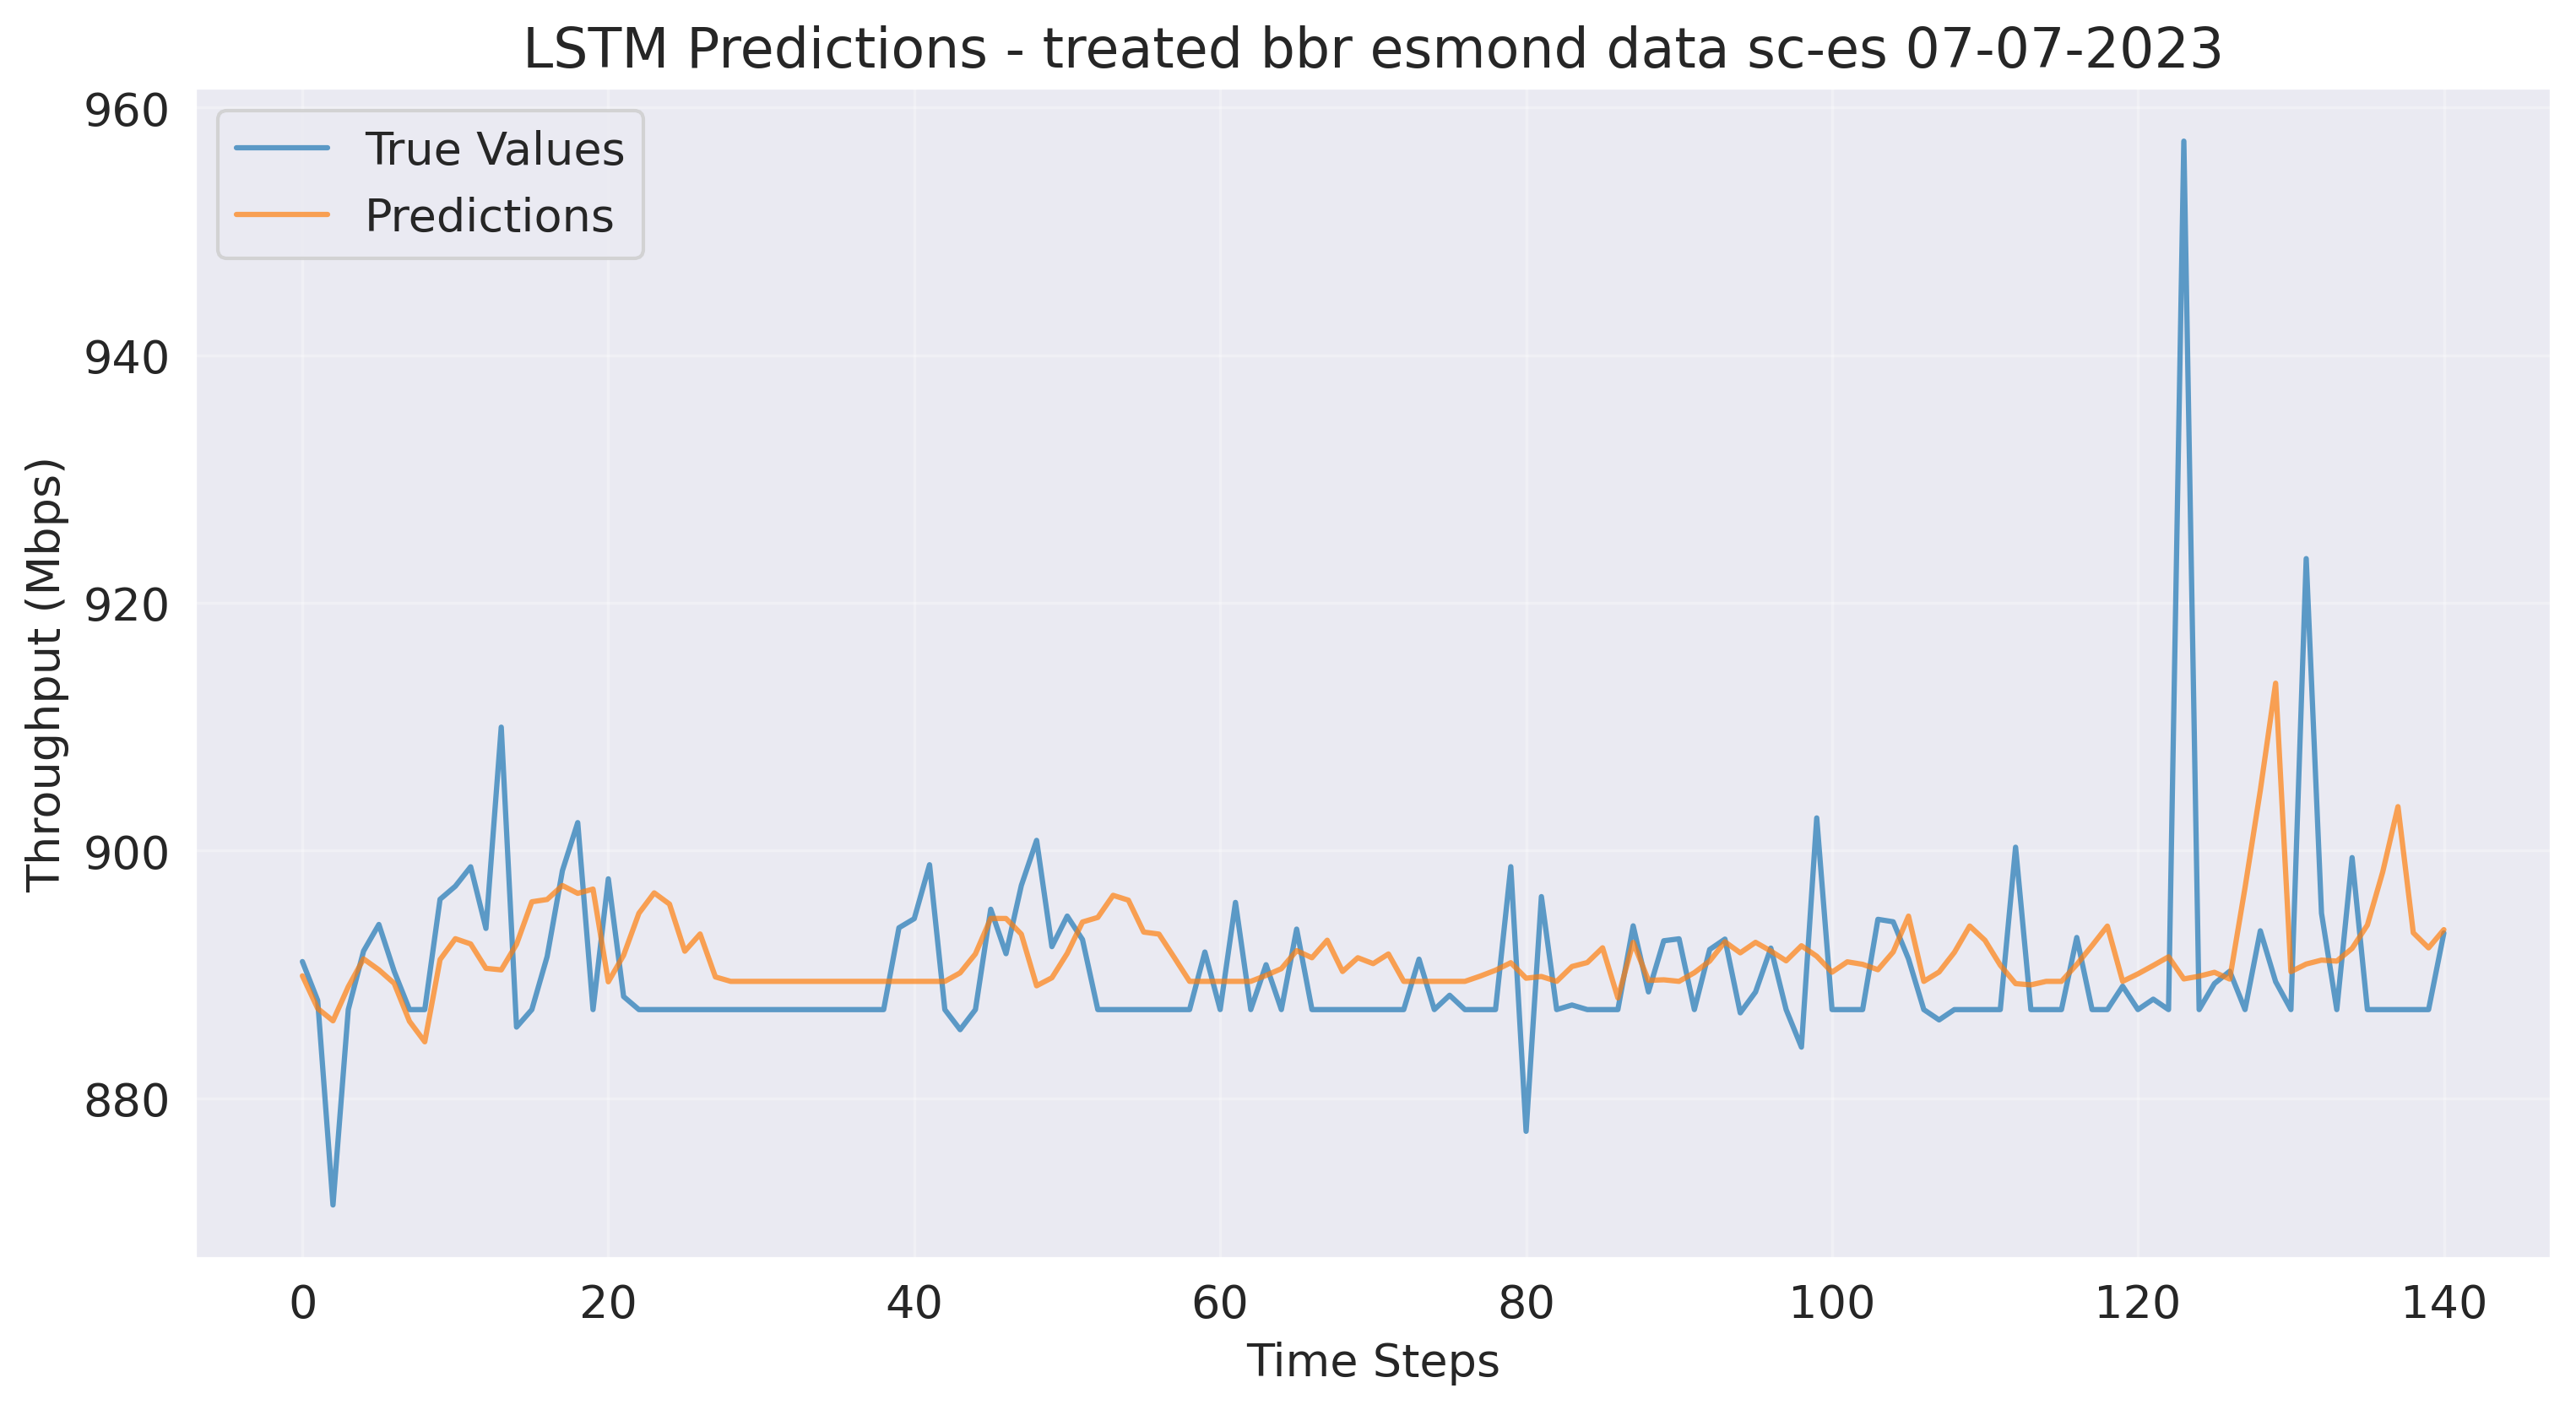 LSTM Predictions - treated bbr esmond data sc-es 07-07-2023
True Values
Predictions
Throughput (Mbps)
960
940
920
900
880
0 20 40 60 80 100 120 140
Time Steps